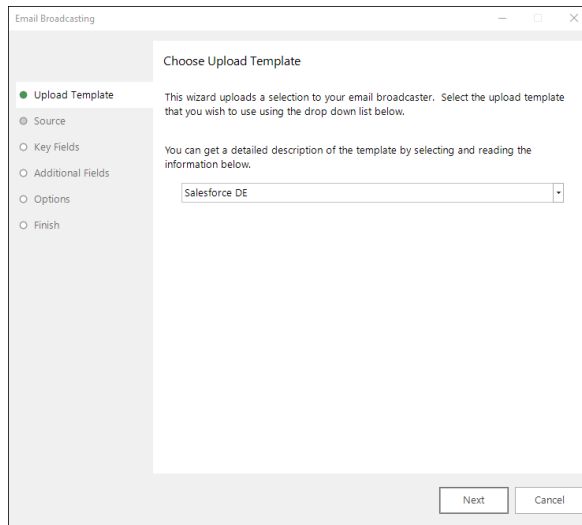 Email Broadcasting
Choose Upload Template
Upload Template
Source
Key Fields
Additional Fields
Options
Finish
This wizard uploads a selection to your email broadcaster. Select the upload template
that you wish to use using the drop down list below.
You can get a detailed description of the template by selecting and reading the
information below.
Salesforce DE
Next
Cancel